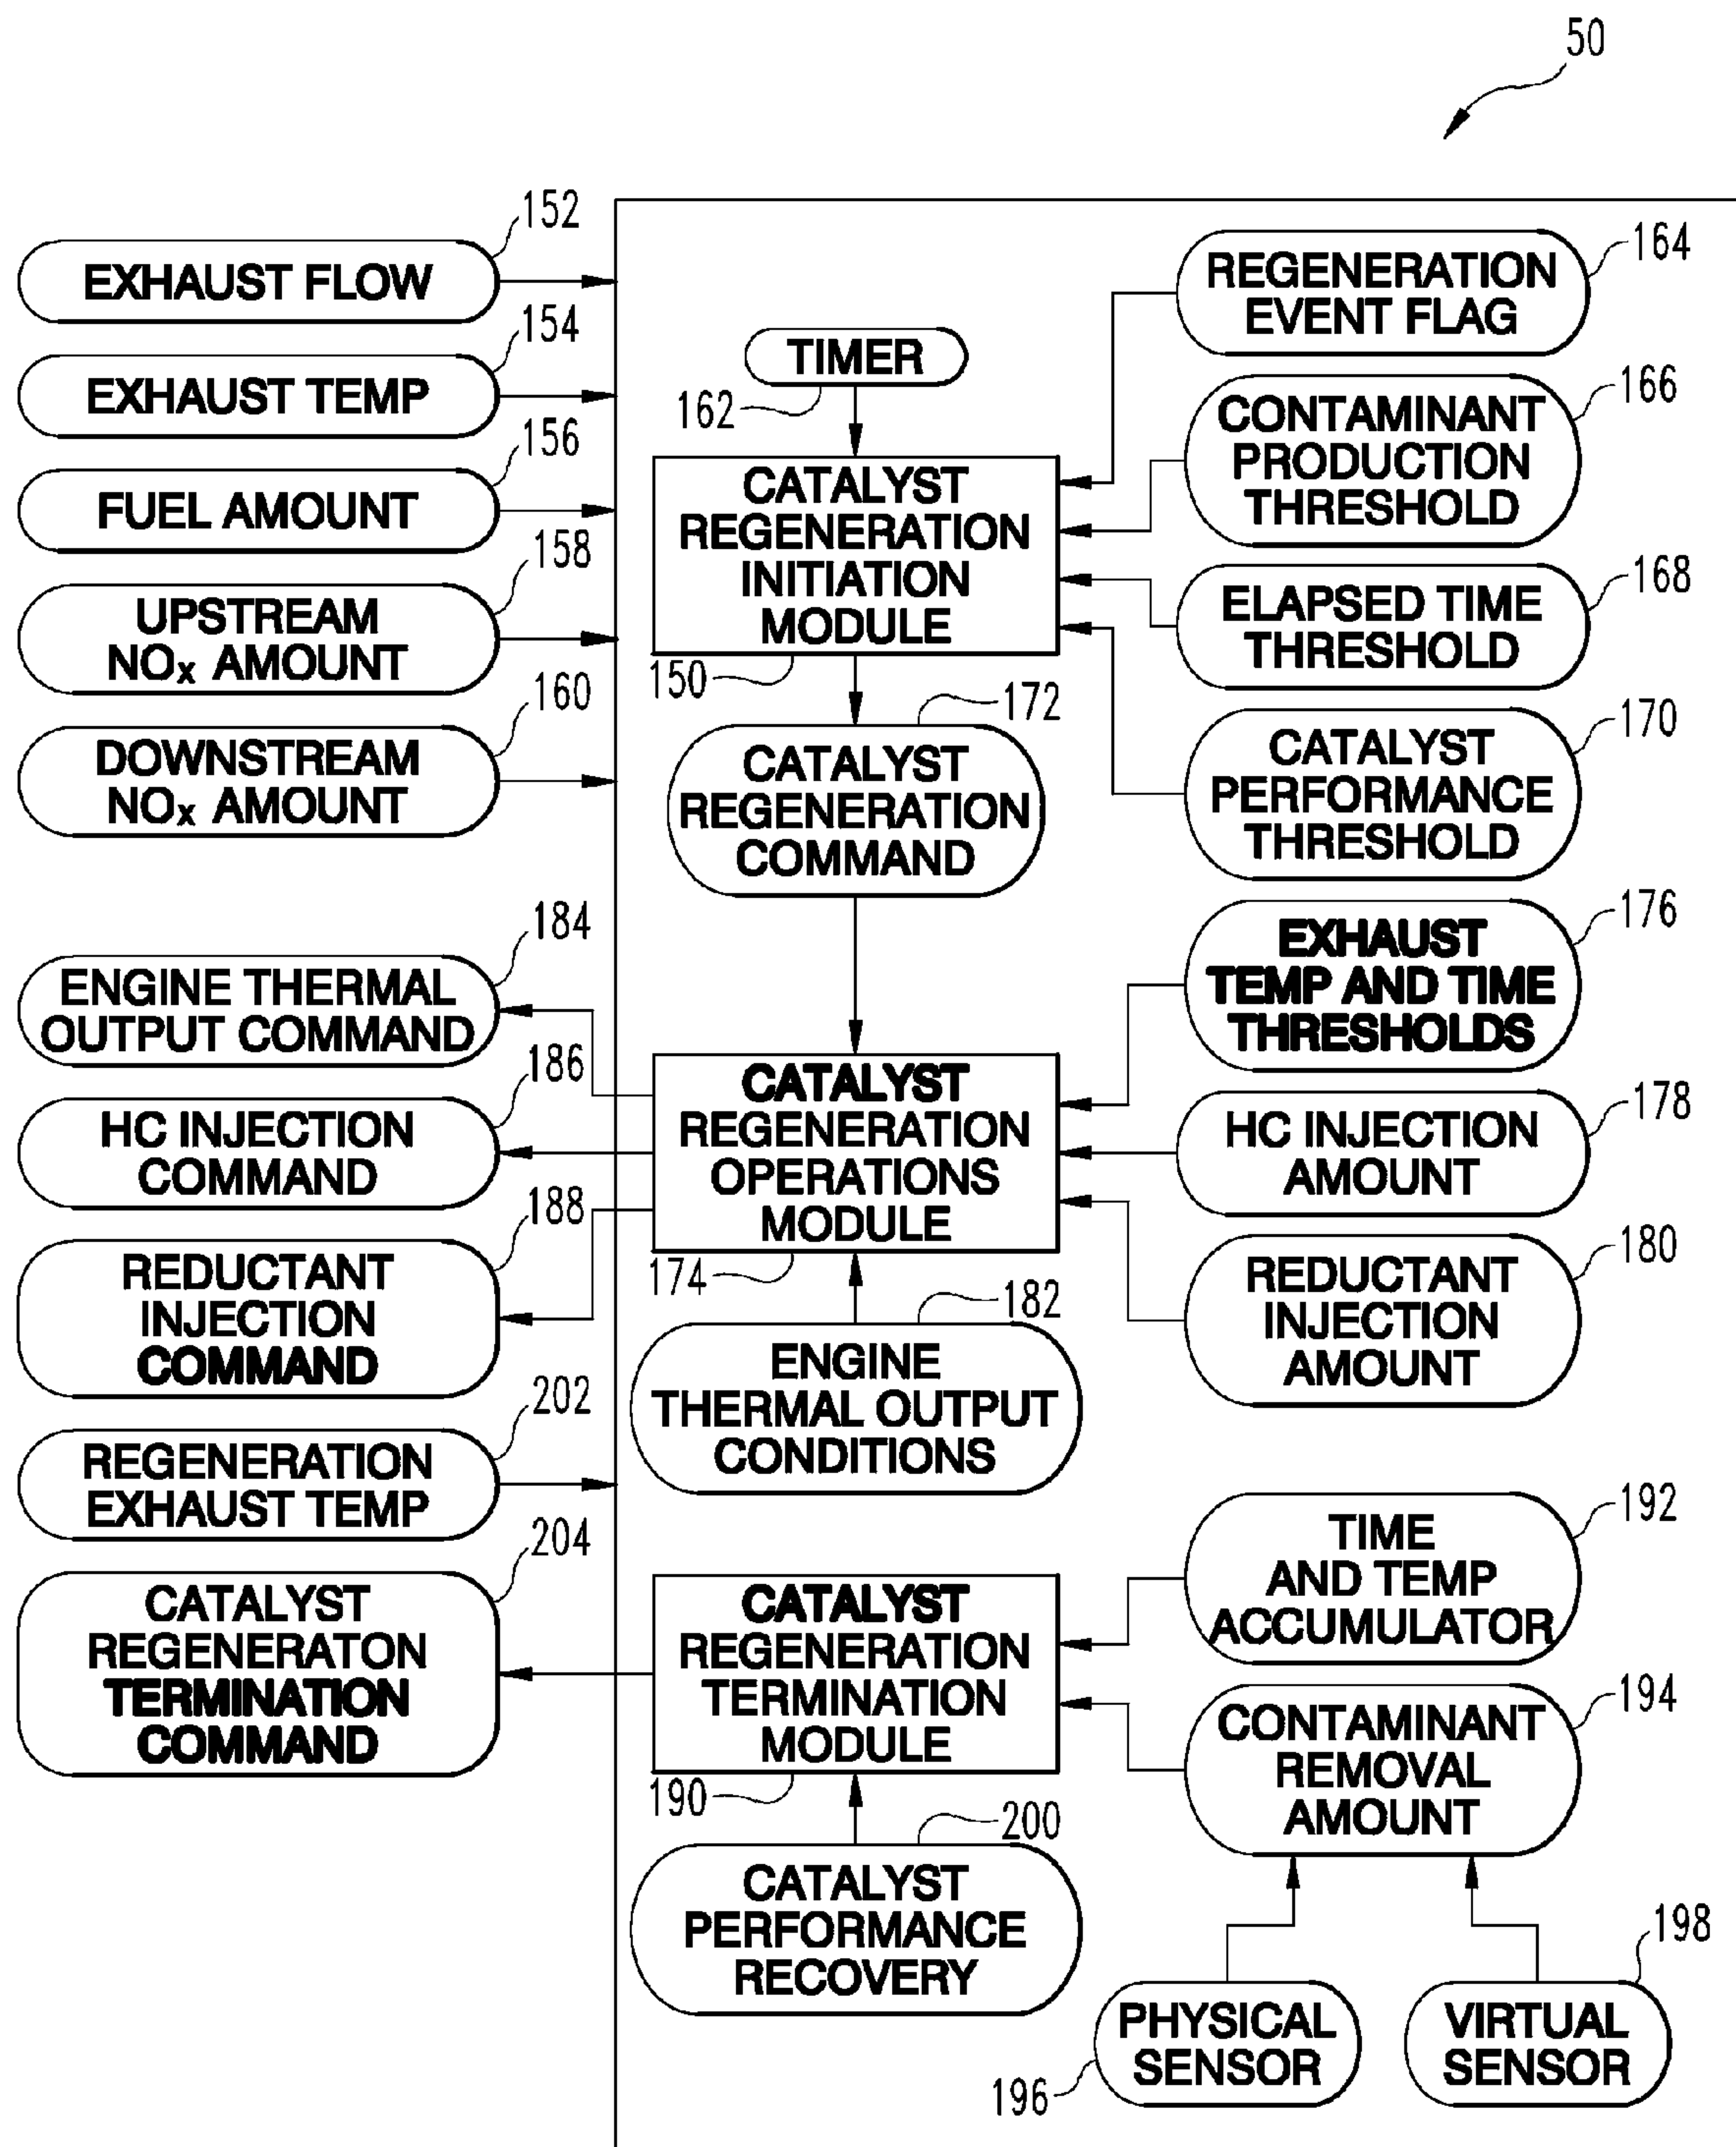 50
152
EXHAUST FLOW
154
EXHAUST TEMP
156
FUEL AMOUNT
158
UPSTREAM
NOx AMOUNT
160
DOWNSTREAM
NOx AMOUNT
184
ENGINE THERMAL
OUTPUT COMMAND
186
HC INJECTION
COMMAND
188
REDUCTANT
INJECTION
COMMAND
202
REGENERATION
EXHAUST TEMP
204
CATALYST
REGENERATON
TERMINATION
COMMAND
TIMER
162
CATALYST
REGENERATION
INITIATION
MODULE
150
172
CATALYST
REGENERATION
COMMAND
CATALYST
REGENERATION
OPERATIONS
MODULE
174
182
ENGINE
THERMAL OUTPUT
CONDITIONS
CATALYST
REGENERATION
TERMINATION
MODULE
190
200
CATALYST
PERFORMANCE
RECOVERY
164
REGENERATION
EVENT FLAG
166
CONTAMINANT
PRODUCTION
THRESHOLD
168
ELAPSED TIME
THRESHOLD
170
CATALYST
PERFORMANCE
THRESHOLD
176
EXHAUST
TEMP AND TIME
THRESHOLDS
178
HC INJECTION
AMOUNT
180
REDUCTANT
INJECTION
AMOUNT
192
TIME
AND TEMP
ACCUMULATOR
194
CONTAMINANT
REMOVAL
AMOUNT
PHYSICAL
SENSOR
196
198
VIRTUAL
SENSOR